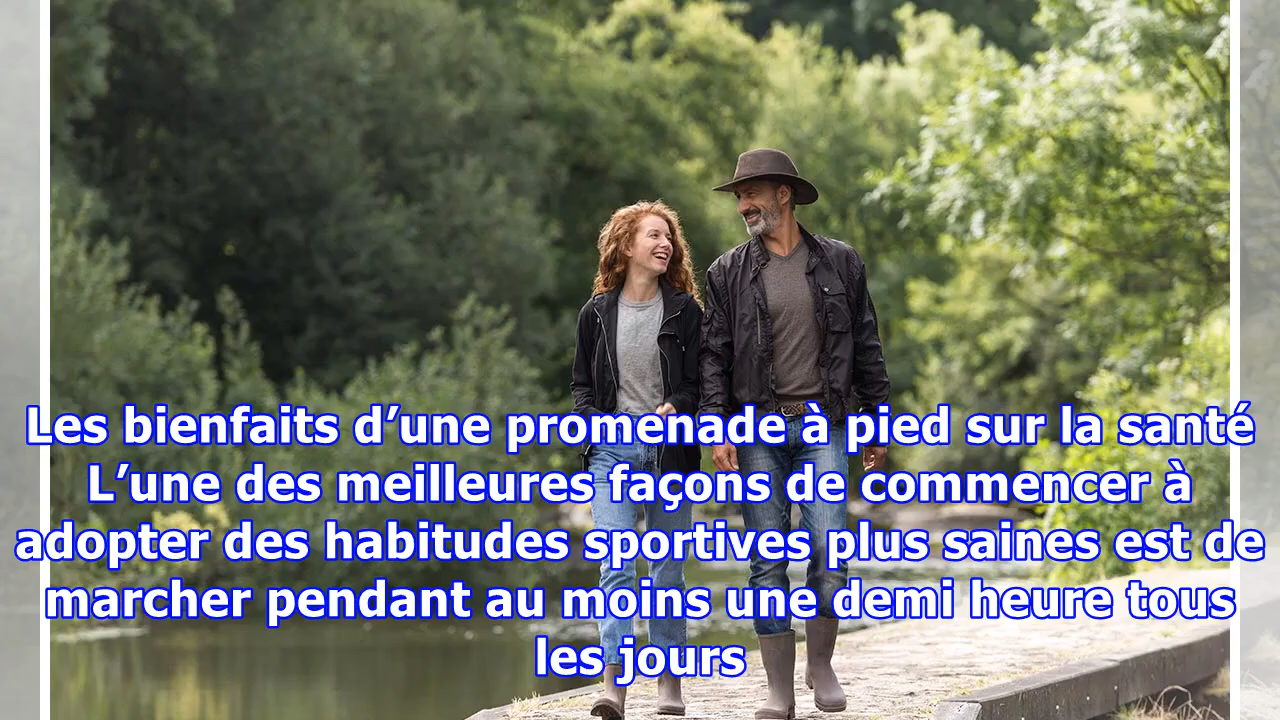 Les bienfaits d’une promenade à pied sur la santé
L’une des meilleures façons de commencer à
adopter des habitudes sportives plus saines est de
marcher pendant au moins une demi heure tous
les jours